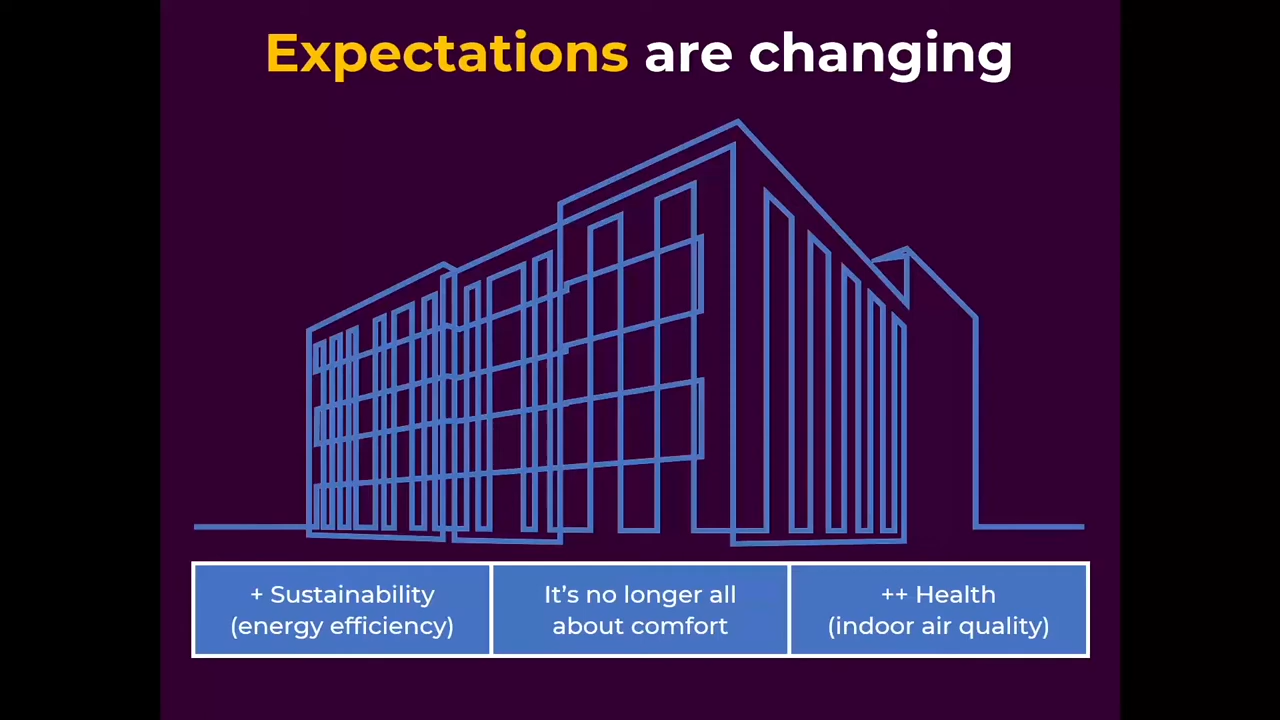 Expectations are changing
+ Sustainability
(energy efficiency)
It’s no longer all
about comfort
++ Health
(indoor air quality)